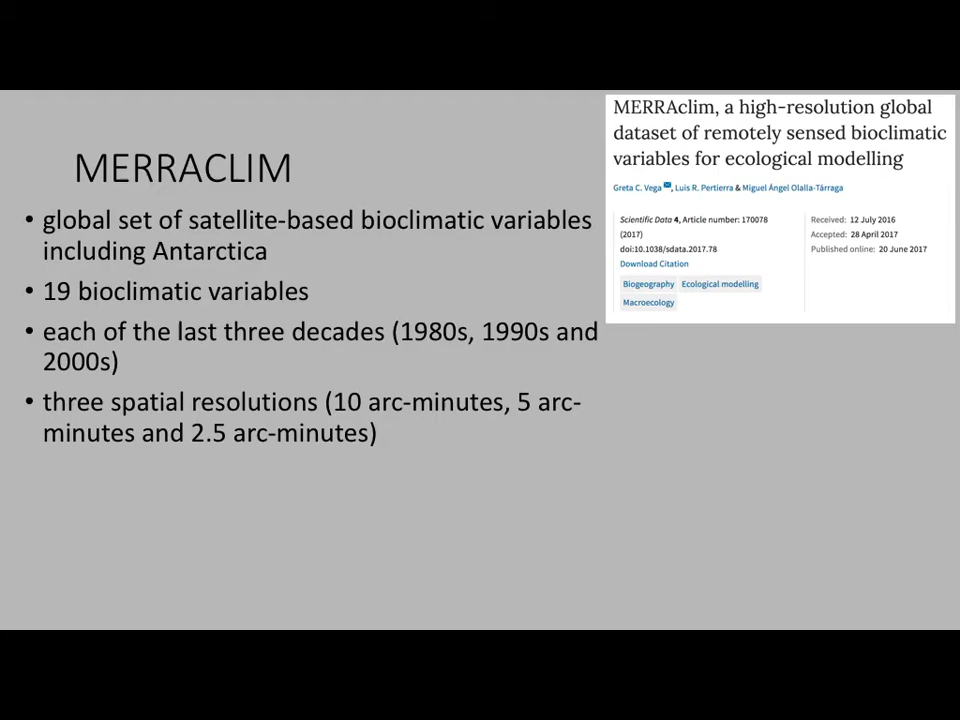 MERRACLIM
• global set of satellite-based bioclimatic variables
including Antarctica
• 19 bioclimatic variables
• each of the last three decades (1980s, 1990s and
2000s)
• three spatial resolutions (10 arc-minutes, 5 arc-
minutes and 2.5 arc-minutes)
MERRAclim, a high-resolution global
dataset of remotely sensed bioclimatic
variables for ecological modelling
Greta C. Vega, Luis R. Pertierra & Miguel Ángel Olalla-Tárraga
Scientific Data 4, Article number: 170078
(2017)
doi:10.1038/sdata.2017.78
Download Citation
Biogeography Ecological modelling
Macroecology
Received: 12 July 2016
Accepted: 28 April 2017
Published online: 20 June 2017